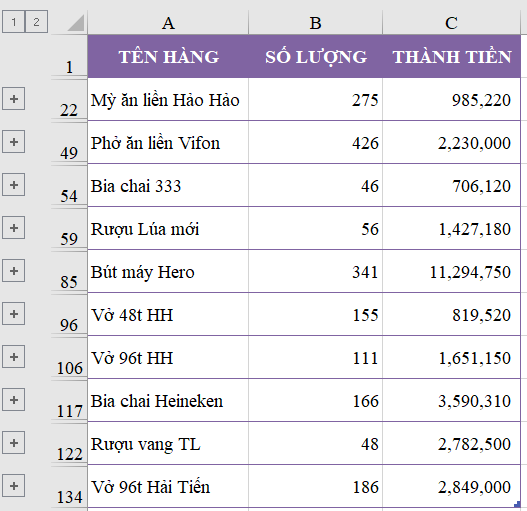 1 2 A B C
1 TÊN HÀNG SỐ LƯỢNG THÀNH TIỀN
22 Mỳ ăn liền Hảo Hảo 275 985,220
49 Phở ăn liền Vifon 426 2,230,000
54 Bia chai 333 46 706,120
59 Rượu Lúa mới 56 1,427,180
85 Bút máy Hero 341 11,294,750
96 Vở 48t HH 155 819,520
106 Vở 96t HH 111 1,651,150
117 Bia chai Heineken 166 3,590,310
122 Rượu vang TL 48 2,782,500
134 Vở 96t Hải Tiến 186 2,849,000